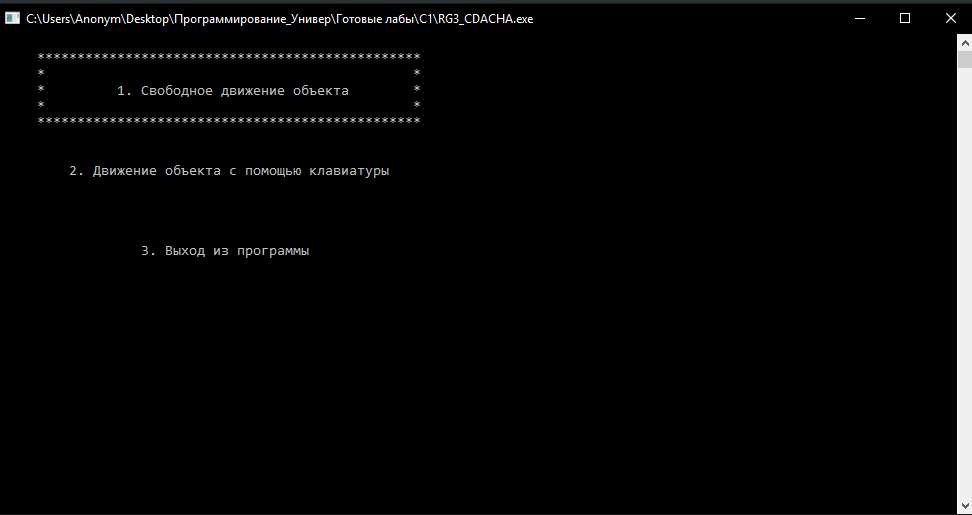 C:\Users\Anonym\Desktop\Программирование_Универ\Готовые лабы\C1\RG3_CDACHA.exe
************************************************
*                                              *
*         1. Свободное движение объекта        *
*                                              *
************************************************
2. Движение объекта с помощью клавиатуры
3. Выход из программы